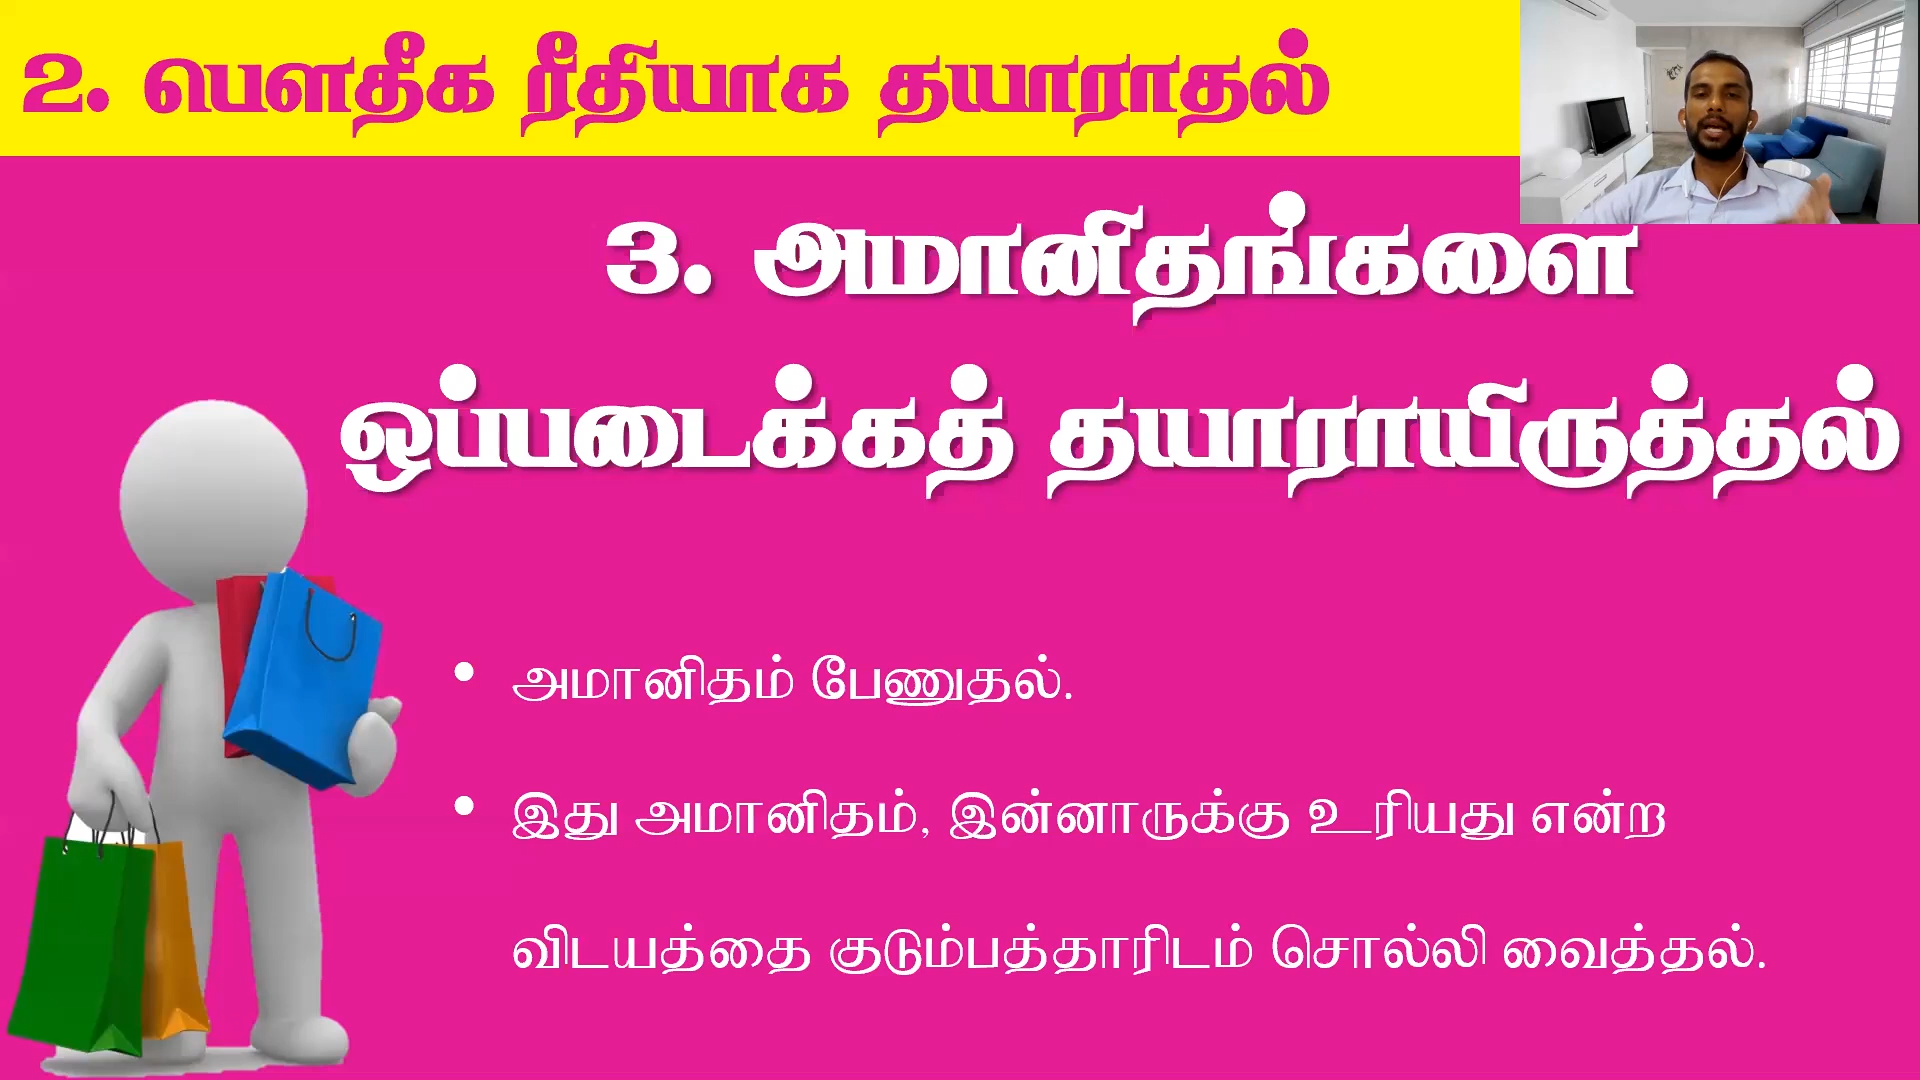 2. பௌதீக ரீதியாக தயாராதல்
3. அமானிதங்களை
ஒப்படைக்கத் தயாராயிருத்தல்
• அமானிதம் பேணுதல்.
• இது அமானிதம், இன்னாருக்கு உரியது என்ற
விடயத்தை குடும்பத்தாரிடம் சொல்லி வைத்தல்.